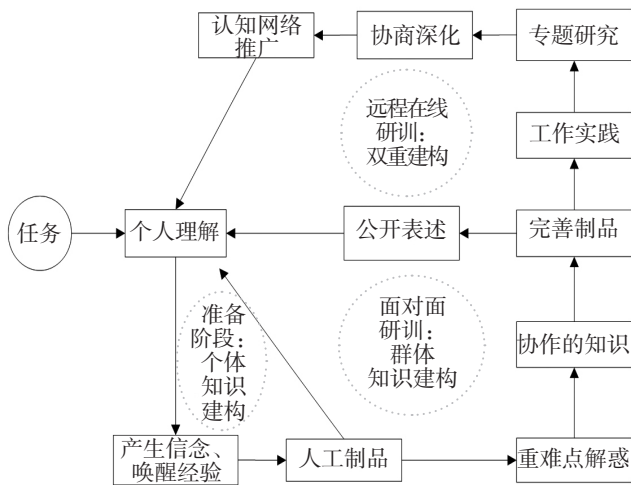 认知网络
推广
协商深化
专题研究
远程在线
研训：
双重建构
工作实践
任务
个人理解
公开表述
完善制品
准备
阶段：
个体
知识
建构
面对面
研训：
群体
知识建构
协作的知识
产生信念、
唤醒经验
人工制品
重难点解惑